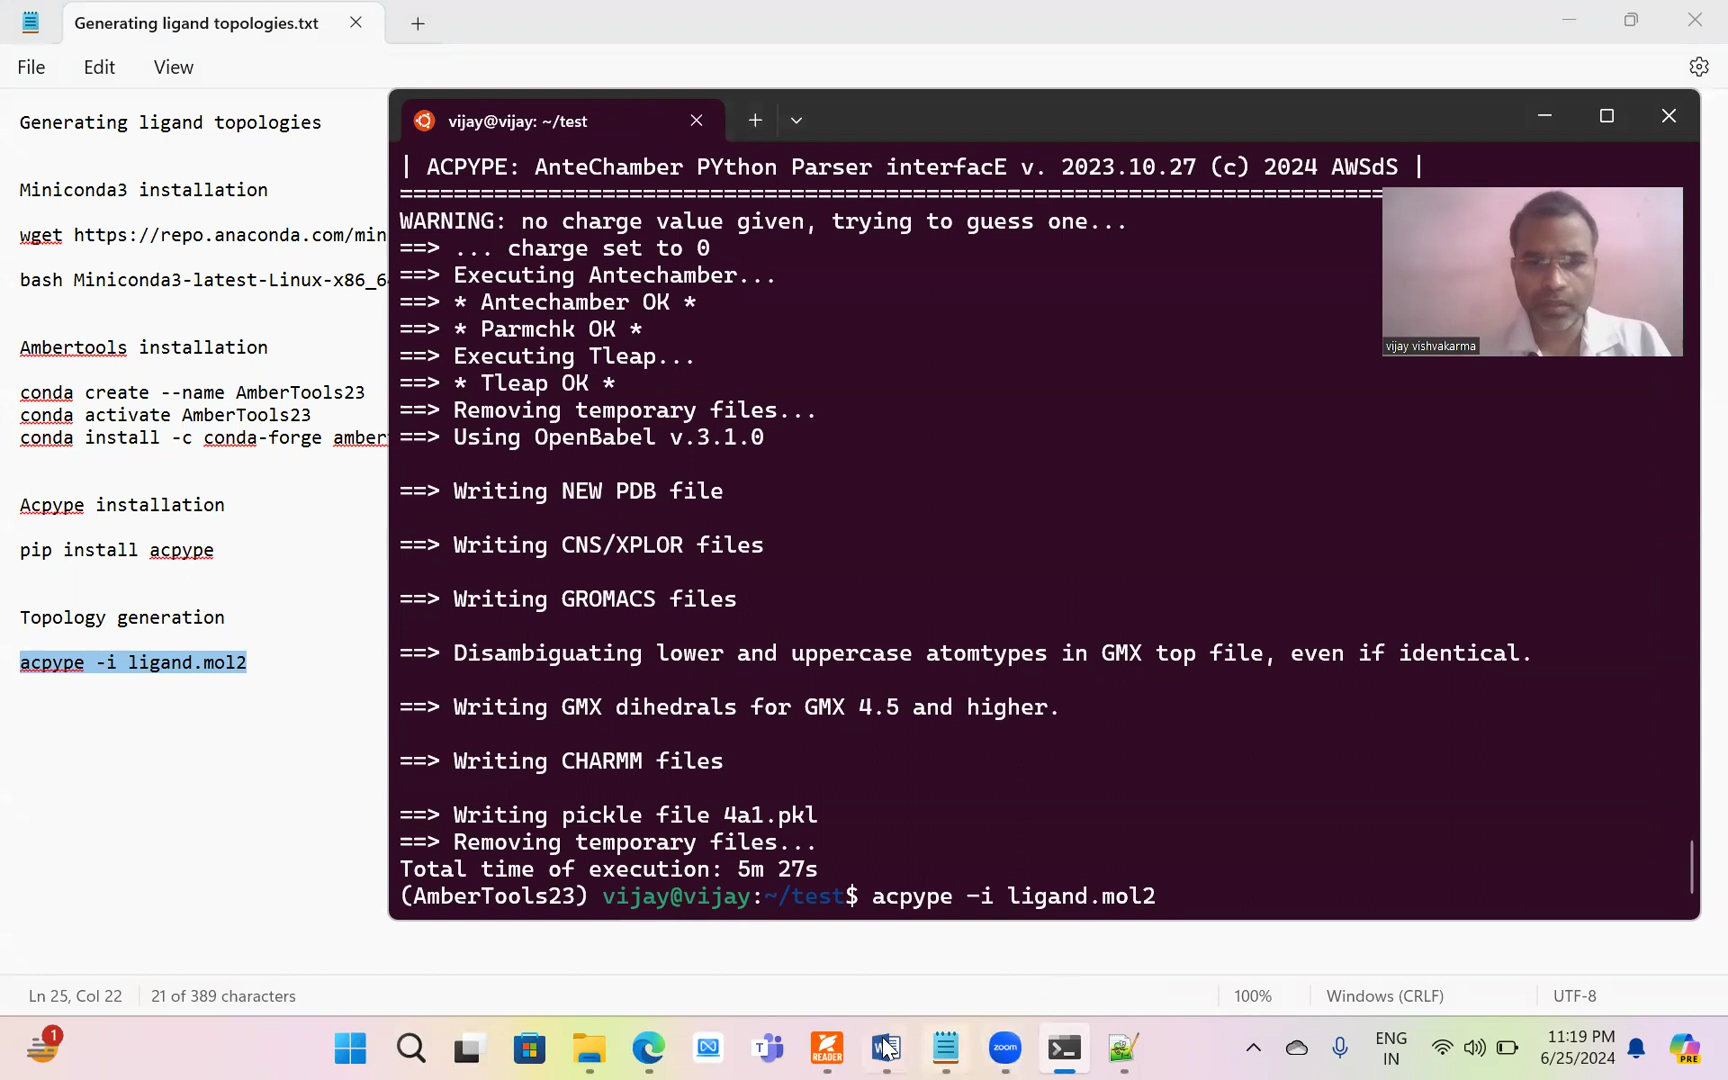 Generating ligand topologies.txt
File Edit View
Generating ligand topologies
Miniconda3 installation
wget https://repo.anaconda.com/min
bash Miniconda3-latest-Linux-x86_64
Ambertools installation
conda create --name AmberTools23
conda activate AmberTools23
conda install -c conda-forge amber
Acpype installation
pip install acpype
Topology generation
acpype -i ligand.mol2
vijay@vijay: ~/test
| ACPYPE: AnteChamber PYthon Parser interfacE v. 2023.10.27 (c) 2024 AWSdS |
=========================================================================
WARNING: no charge value given, trying to guess one...
==> ... charge set to 0
==> Executing Antechamber...
==> * Antechamber OK *
==> * Parmchk OK *
==> Executing Tleap...
==> * Tleap OK *
==> Removing temporary files...
==> Using OpenBabel v.3.1.0
==> Writing NEW PDB file
==> Writing CNS/XPLOR files
==> Writing GROMACS files
==> Disambiguating lower and uppercase atomtypes in GMX top file, even if identical.
==> Writing GMX dihedrals for GMX 4.5 and higher.
==> Writing CHARMM files
==> Writing pickle file 4a1.pkl
==> Removing temporary files...
Total time of execution: 5m 27s
(AmberTools23) vijay@vijay:~/test$ acpype -i ligand.mol2
vijay vishvakarma
Ln 25, Col 22 21 of 389 characters 100% Windows (CRLF) UTF-8
1
READER
zoom
ENG
IN
11:19 PM
6/25/2024
PRE